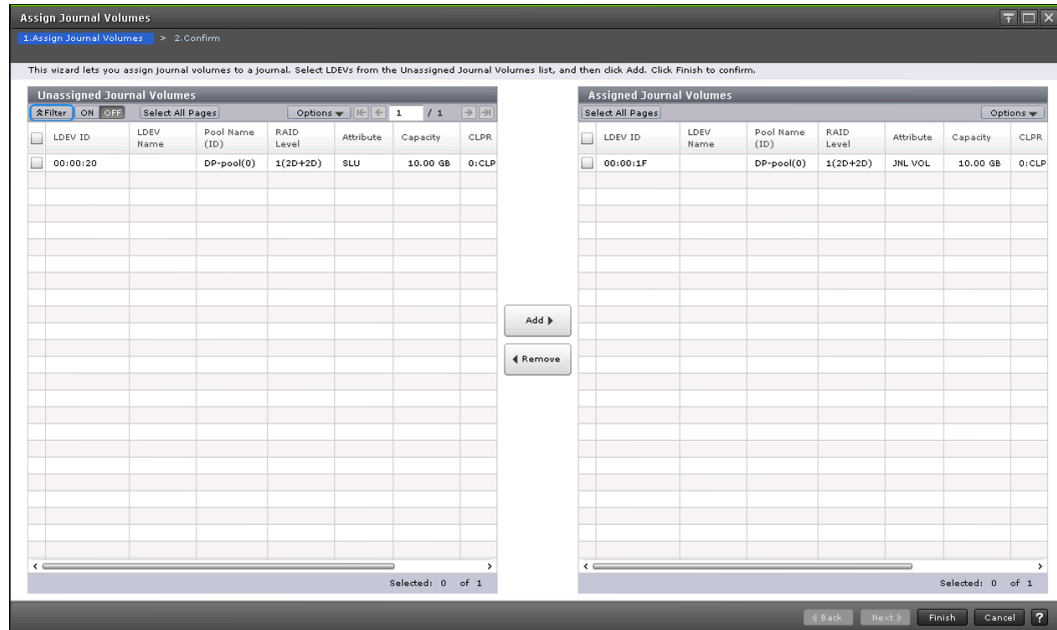 Assign Journal Volumes
1.Assign Journal Volumes > 2.Confirm
This wizard lets you assign journal volumes to a journal. Select LDEVs from the Unassigned Journal Volumes list, and then click Add. Click Finish to confirm.
Unassigned Journal Volumes
Filter ON OFF Select All Pages Options 1 / 1
LDEV ID LDEV Name Pool Name (ID) RAID Level Attribute Capacity CLPR
00:00:20 DP-pool(0) 1(2D+2D) SLU 10.00 GB 0:CLP
Selected: 0 of 1
Add
Remove
Assigned Journal Volumes
Select All Pages Options
LDEV ID LDEV Name Pool Name (ID) RAID Level Attribute Capacity CLPR
00:00:1F DP-pool(0) 1(2D+2D) JNL VOL 10.00 GB 0:CLP
Selected: 0 of 1
Back Next Finish Cancel ?